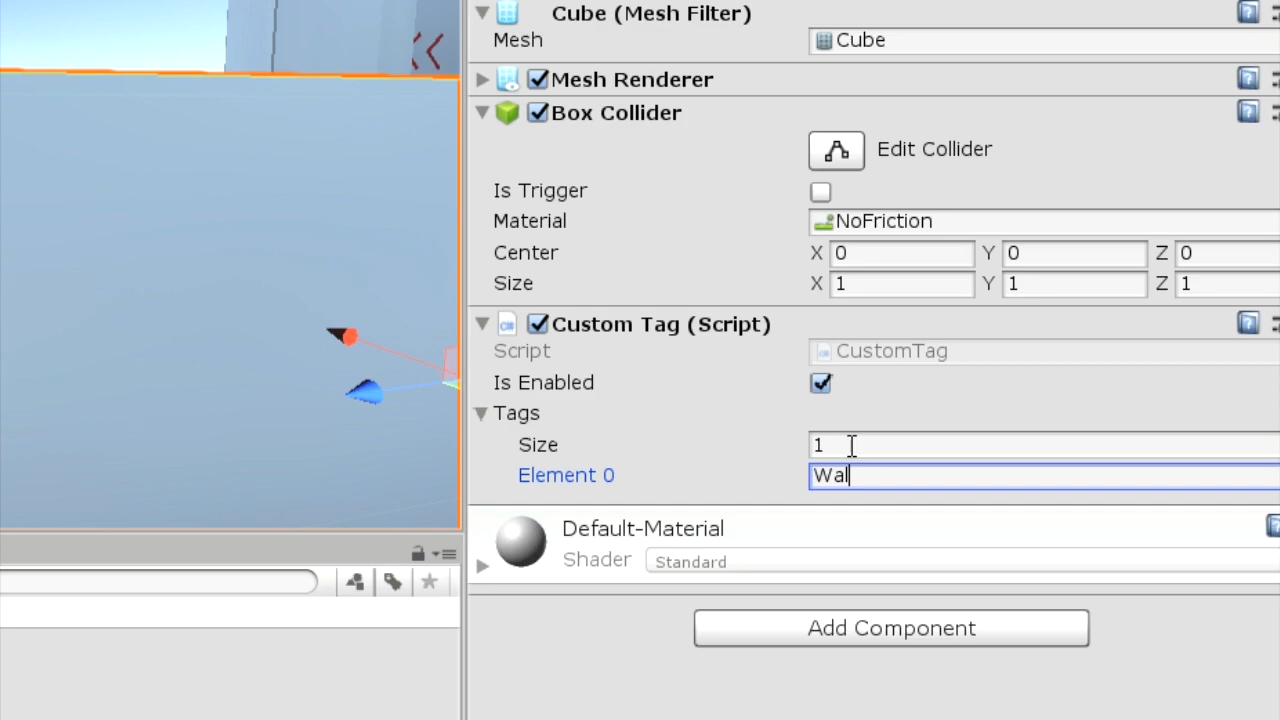 Cube (Mesh Filter)
Mesh Cube
Mesh Renderer
Box Collider
Edit Collider
Is Trigger
Material NoFriction
Center X 0 Y 0 Z 0
Size X 1 Y 1 Z 1
Custom Tag (Script)
Script CustomTag
Is Enabled
Tags
Size 1
Element 0 Wal
Default-Material
Shader Standard
Add Component